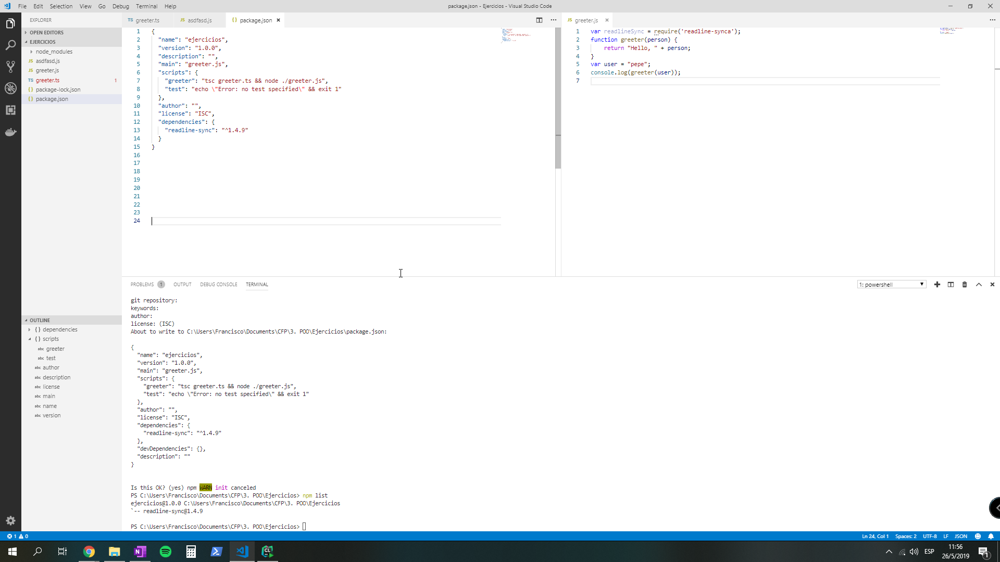 File Edit Selection View Go Debug Terminal Help
package.json - Ejercicios - Visual Studio Code
EXPLORER
OPEN EDITORS
EJERCICIOS
node_modules
JS asdfasd.js
JS greeter.js
TS greeter.ts 1
{} package-lock.json
{} package.json
OUTLINE
{} dependencies
{} scripts
abc greeter
abc test
abc author
abc description
abc license
abc main
abc name
abc version
TS greeter.ts JS asdfasd.js {} package.json ×
1 {
2 "name": "ejercicios",
3 "version": "1.0.0",
4 "description": "",
5 "main": "greeter.js",
6 "scripts": {
7 "greeter": "tsc greeter.ts && node ./greeter.js",
8 "test": "echo \"Error: no test specified\" && exit 1"
9 },
10 "author": "",
11 "license": "ISC",
12 "dependencies": {
13 "readline-sync": "^1.4.9"
14 }
15 }
16
17
18
19
20
21
22
23
24
JS greeter.js ×
1 var readlineSync = require('readline-synca');
2 function greeter(person) {
3 return "Hello, " + person;
4 }
5 var user = "pepe";
6 console.log(greeter(user));
7
PROBLEMS 1 OUTPUT DEBUG CONSOLE TERMINAL
1: powershell
git repository:
keywords:
author:
license: (ISC)
About to write to C:\Users\Francisco\Documents\CFP\3. POO\Ejercicios\package.json:
{
"name": "ejercicios",
"version": "1.0.0",
"main": "greeter.js",
"scripts": {
"greeter": "tsc greeter.ts && node ./greeter.js",
"test": "echo \"Error: no test specified\" && exit 1"
},
"author": "",
"license": "ISC",
"dependencies": {
"readline-sync": "^1.4.9"
},
"devDependencies": {},
"description": ""
}
Is this OK? (yes) npm WARN init canceled
PS C:\Users\Francisco\Documents\CFP\3. POO\Ejercicios> npm list
ejercicios@1.0.0 C:\Users\Francisco\Documents\CFP\3. POO\Ejercicios
`-- readline-sync@1.4.9
PS C:\Users\Francisco\Documents\CFP\3. POO\Ejercicios>
1 0
Ln 24, Col 1 Spaces: 2 UTF-8 LF JSON
N CL
ESP
11:56
26/5/2019
1